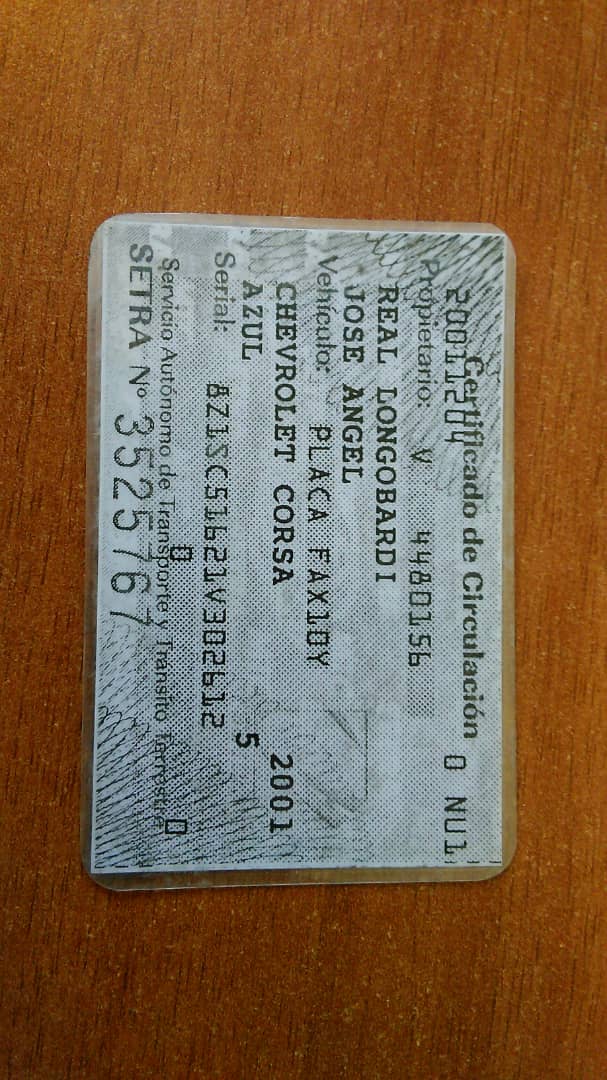 Certificado de Circulación
20011204 0 NU1
Propietario: V 4480156
REAL LONGOBARDI
JOSE ANGEL
Vehículo: PLACA FAX10Y
CHEVROLET CORSA 2001
AZUL 5
Serial: 8Z1SC51621V302612
0
Servicio Autónomo de Transporte y Tránsito Terrestre 0
SETRA Nº 3525767